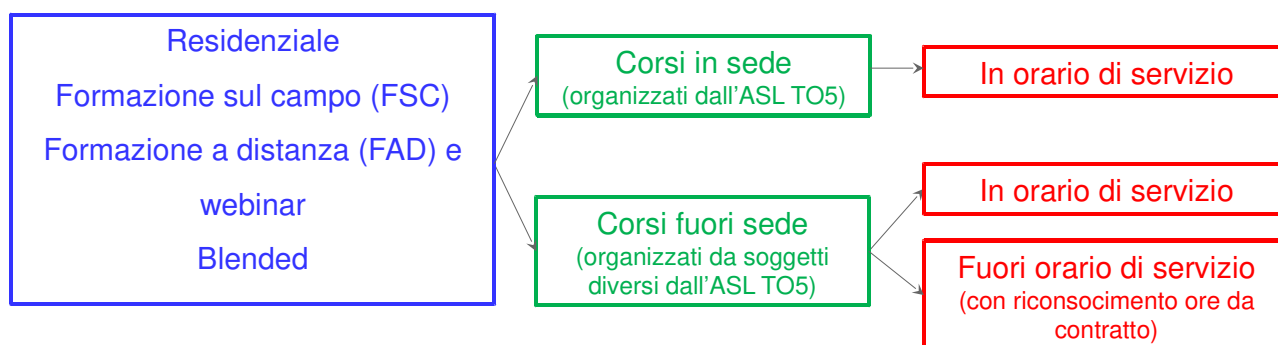 Residenziale
Formazione sul campo (FSC)
Formazione a distanza (FAD) e
webinar
Blended
Corsi in sede
(organizzati dall'ASL TO5)
In orario di servizio
Corsi fuori sede
(organizzati da soggetti
diversi dall'ASL TO5)
In orario di servizio
Fuori orario di servizio
(con riconsocimento ore da
contratto)